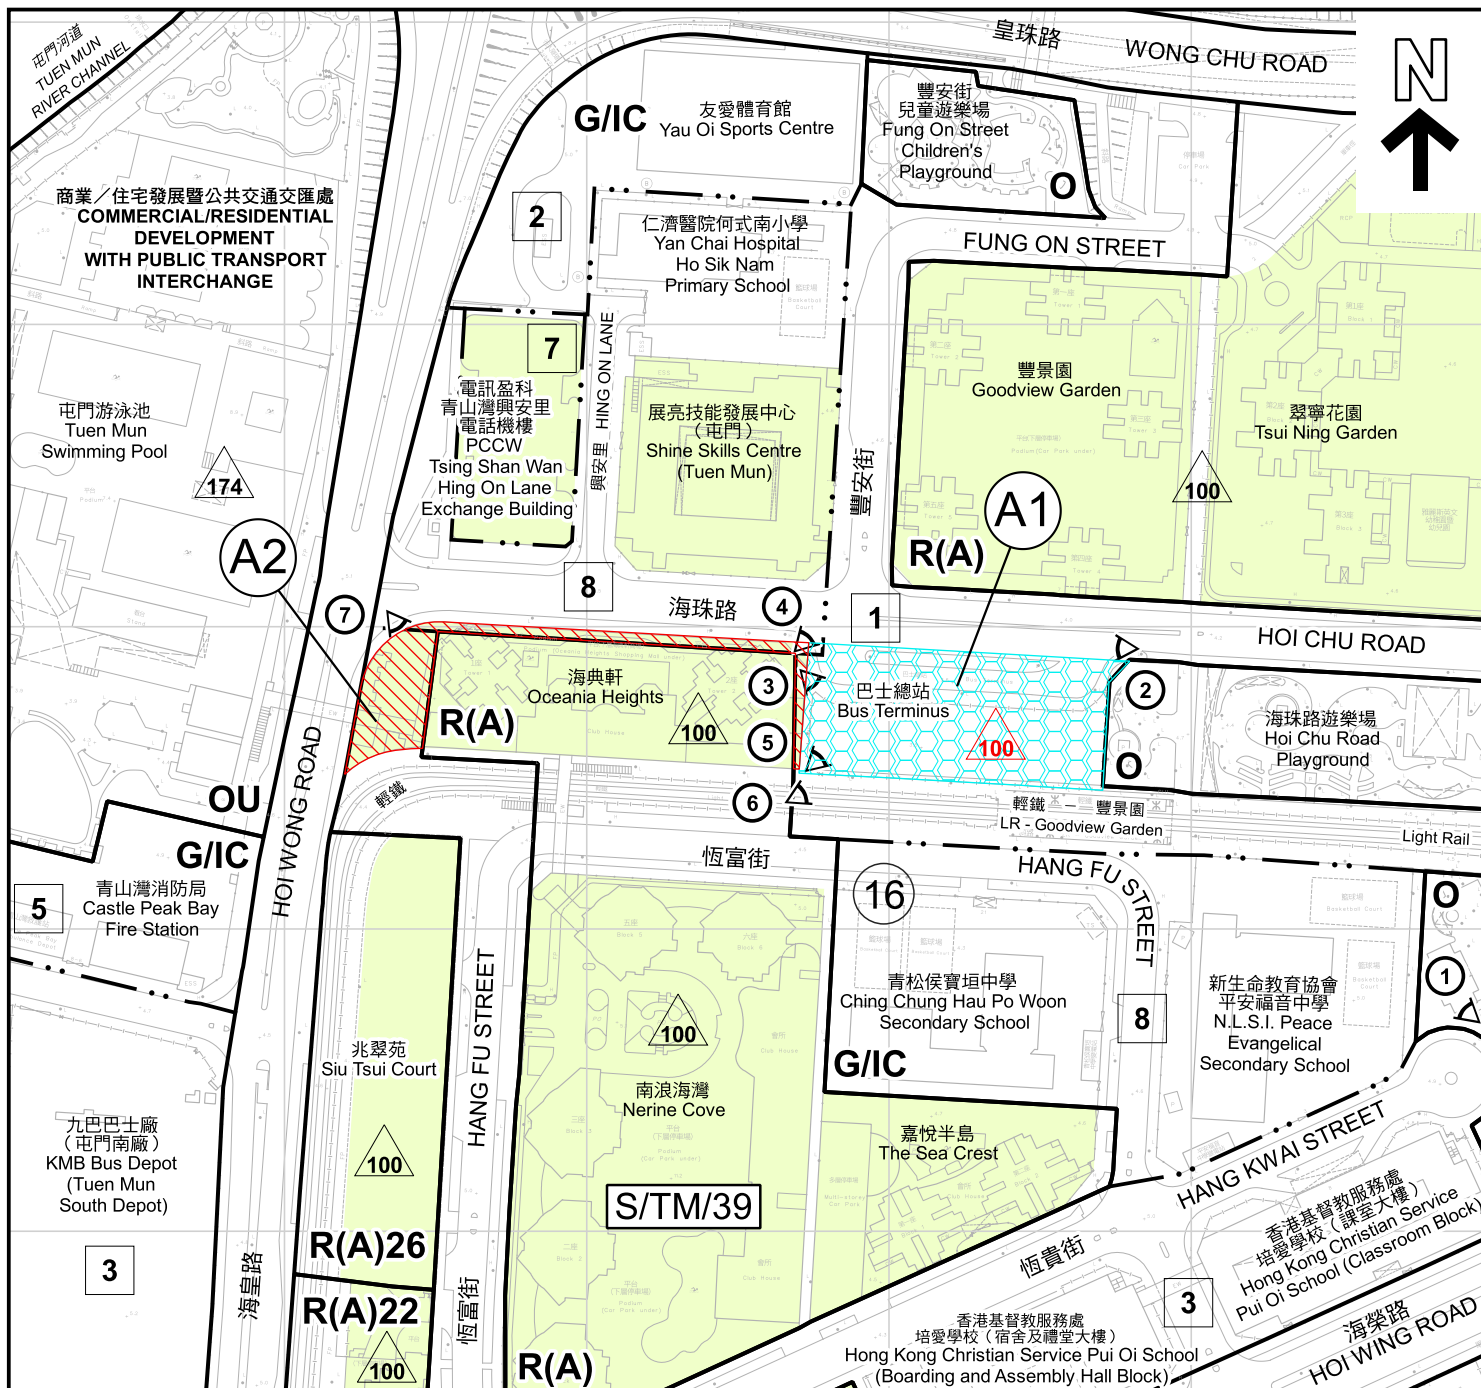 屯門河道
TUEN MUN
RIVER CHANNEL
皇珠路
WONG CHU ROAD
N
G/IC
友愛體育館
Yau Oi Sports Centre
豐安街
兒童遊樂場
Fung On Street
Children's
Playground
O
商業／住宅發展暨公共交通交匯處
COMMERCIAL/RESIDENTIAL
DEVELOPMENT
WITH PUBLIC TRANSPORT
INTERCHANGE
2
仁濟醫院何式南小學
Yan Chai Hospital
Ho Sik Nam
Primary School
FUNG ON STREET
7
電訊盈科
青山灣興安里
電話機樓
PCCW
Tsing Shan Wan
Hing On Lane
Exchange Building
興安里 HING ON LANE
展亮技能發展中心
（屯門）
Shine Skills Centre
(Tuen Mun)
豐景園
Goodview Garden
翠寧花園
Tsui Ning Garden
屯門游泳池
Tuen Mun
Swimming Pool
174
100
豐安街
A1
A2
R(A)
8
海珠路
4
1
7
HOI CHU ROAD
海典軒
Oceania Heights
R(A)
100
3
5
6
巴士總站
Bus Terminus
100
2
O
海珠路遊樂場
Hoi Chu Road
Playground
HOI WONG ROAD
輕鐵
輕鐵 － 豐景園
LR - Goodview Garden
Light Rail
OU
G/IC
恆富街
HANG FU STREET
5
青山灣消防局
Castle Peak Bay
Fire Station
16
O
1
青松侯寶垣中學
Ching Chung Hau Po Woon
Secondary School
G/IC
8
新生命教育協會
平安福音中學
N.L.S.I. Peace
Evangelical
Secondary School
兆翠苑
Siu Tsui Court
100
HANG FU STREET
100
南浪海灣
Nerine Cove
嘉悅半島
The Sea Crest
九巴巴士廠
（屯門南廠）
KMB Bus Depot
(Tuen Mun
South Depot)
3
HANG KWAI STREET
恆貴街
S/TM/39
R(A)26
R(A)22
100
海皇路
恆富街
R(A)
香港基督教服務處
培愛學校（課室大樓）
Hong Kong Christian Service
Pui Oi School (Classroom Block)
3
香港基督教服務處
培愛學校（宿舍及禮堂大樓）
Hong Kong Christian Service Pui Oi School
(Boarding and Assembly Hall Block)
海榮路
HOI WING ROAD